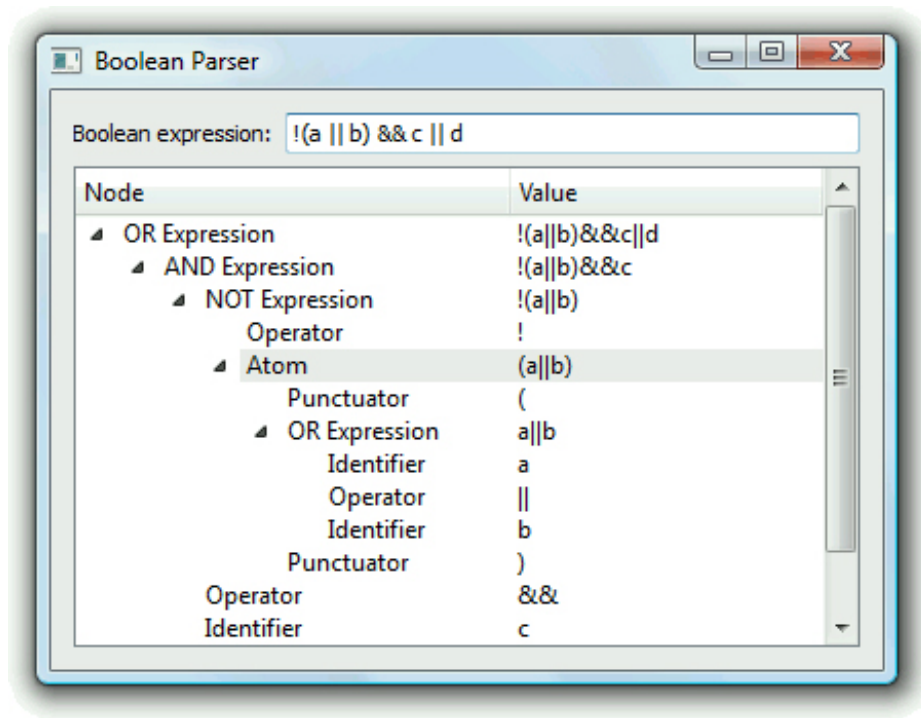 Boolean Parser
Boolean expression: !(a || b) && c || d
Node Value
OR Expression !(a||b)&&c||d
AND Expression !(a||b)&&c
NOT Expression !(a||b)
Operator !
Atom (a||b)
Punctuator (
OR Expression a||b
Identifier a
Operator ||
Identifier b
Punctuator )
Operator &&
Identifier c